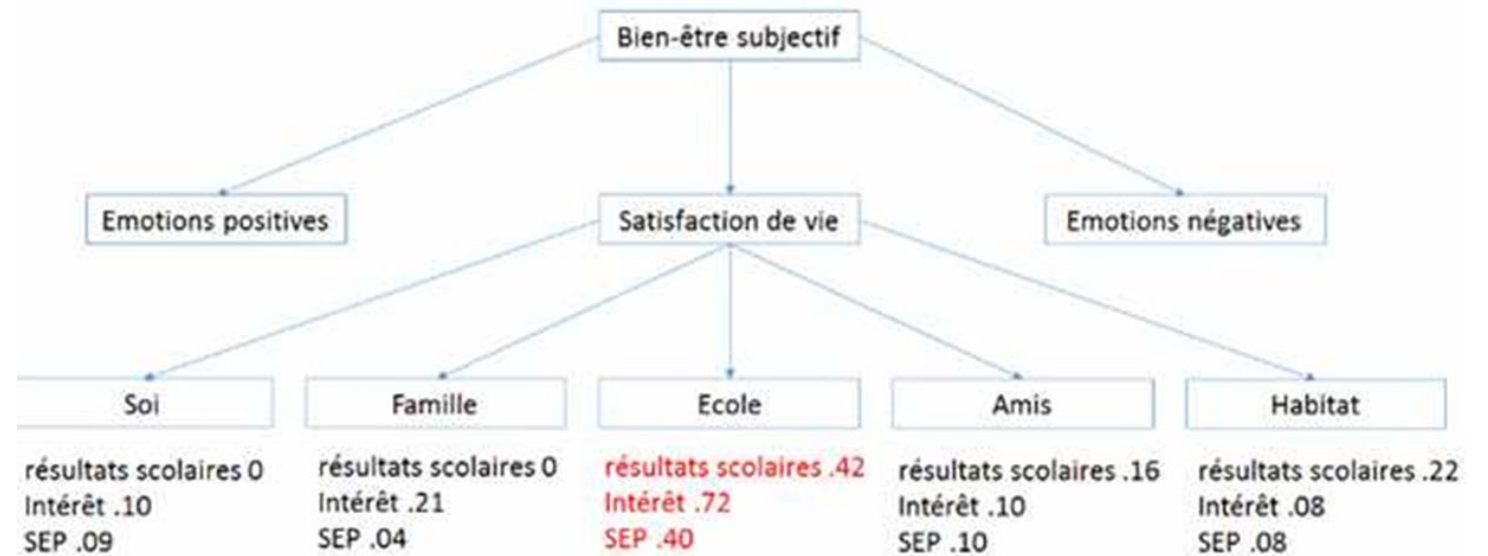 Bien-être subjectif
Emotions positives
Satisfaction de vie
Emotions négatives
Soi
Famille
Ecole
Amis
Habitat
résultats scolaires 0
Intérêt .10
SEP .09
résultats scolaires 0
Intérêt .21
SEP .04
résultats scolaires .42
Intérêt .72
SEP .40
résultats scolaires .16
Intérêt .10
SEP .10
résultats scolaires .22
Intérêt .08
SEP .08